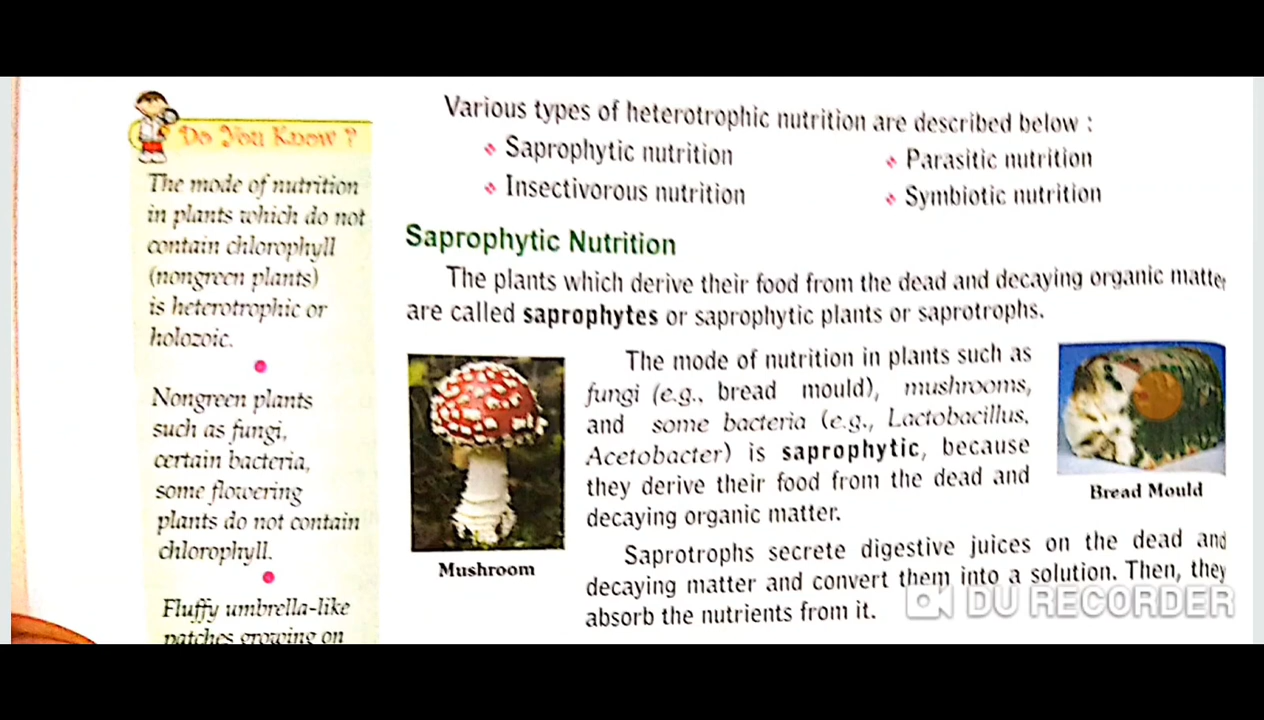 Do You Know ?
The mode of nutrition
in plants which do not
contain chlorophyll
(nongreen plants)
is heterotrophic or
holozoic.
Nongreen plants
such as fungi,
certain bacteria,
some flowering
plants do not contain
chlorophyll.
Fluffy umbrella-like
patches growing on
Various types of heterotrophic nutrition are described below :
Saprophytic nutrition
Parasitic nutrition
Insectivorous nutrition
Symbiotic nutrition
Saprophytic Nutrition
The plants which derive their food from the dead and decaying organic matter
are called saprophytes or saprophytic plants or saprotrophs.
The mode of nutrition in plants such as
fungi (e.g., bread mould), mushrooms,
and some bacteria (e.g., Lactobacillus,
Acetobacter) is saprophytic, because
they derive their food from the dead and
decaying organic matter.
Mushroom
Bread Mould
Saprotrophs secrete digestive juices on the dead and
decaying matter and convert them into a solution. Then, they
absorb the nutrients from it.
DU RECORDER